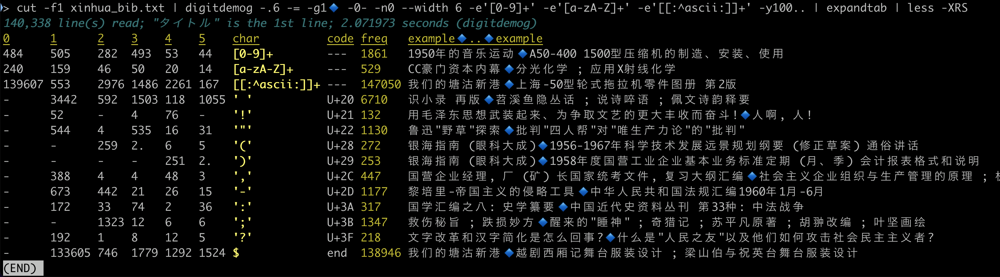 > cut -f1 xinhua_bib.txt | digitdemog -.6 -= -g1🔷 -0- -n0 --width 6 -e'[0-9]+' -e'[a-zA-Z]+' -e'[[:^ascii:]]+' -y100.. | expandtab | less -XRS
140,338 line(s) read; "タイトル" is the 1st line; 2.071973 seconds (digitdemog)
0 1 2 3 4 5 char code freq example🔷..🔷example
484 505 282 493 53 44 [0-9]+ --- 1861 1950年的音乐运动🔷A50-400 1500型压缩机的制造、安装、使用
240 159 46 50 20 14 [a-zA-Z]+ --- 529 CC豪门资本内幕🔷分光化学 ; 应用X射线化学
139607 553 2976 1486 2261 167 [[:^ascii:]]+ --- 147050 我们的塘沽新港🔷上海-50型轮式拖拉机零件图册 第2版
- 3442 592 1503 118 1055 ' ' U+20 6710 识小录 再版🔷苕溪鱼隐丛话 ; 说诗啐语 ; 佩文诗韵释要
- 52 - 4 76 - '!' U+21 132 用毛泽东思想武装起来、为争取文艺的更大丰收而奋斗!🔷人啊, 人!
- 544 4 535 16 31 '"' U+22 1130 鲁迅"野草"探索🔷批判"四人帮"对"唯生产力论"的"批判"
- - 259 2. 6 5 '(' U+28 272 银海指南 (眼科大成)🔷1956-1967年科学技术发展远景规划纲要 (修正草案) 通俗讲话
- - - - 251 2. ')' U+29 253 银海指南 (眼科大成)🔷1958年度国营工业企业基本业务标准定期 (月、季) 会计报表格式和说明
- 388 4 4 48 3 ',' U+2C 447 国营企业经理, 厂 (矿) 长国家统考文件, 复习大纲汇编🔷社会主义企业组织与生产管理的原理 ;
- 673 442 21 26 15 '-' U+2D 1177 黎培里-帝国主义的侵略工具🔷中华人民共和国法规汇编1960年1月-6月
- 172 33 74 2 36 ':' U+3A 317 国学汇编之八: 史学纂要🔷中国近代史资料丛刊 第33种: 中法战争
- - 1323 12 6 6 ';' U+3B 1347 救伤秘旨 ; 跌损妙方🔷醒来的"睡神" ; 奇猎记 ; 苏平凡原著 ; 胡翀改编 ; 叶坚画绘
- 192 1 8 12 5 '?' U+3F 218 文字改革和汉字简化是怎么回事?🔷什么是"人民之友"以及他们如何攻击社会民主主义者?
- 133605 746 1779 1292 1524 $ end 138946 我们的塘沽新港🔷越剧西厢记舞台服装设计 ; 梁山伯与祝英台舞台服装设计
(END)